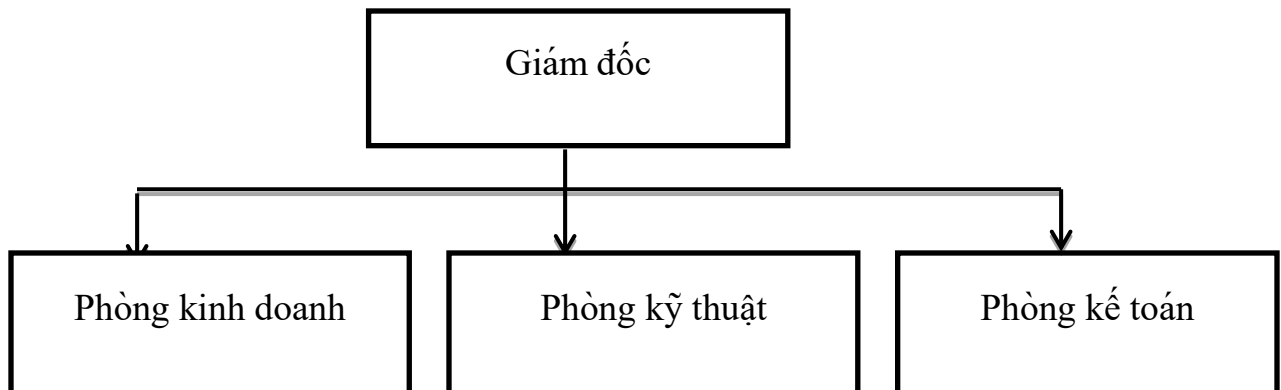 Giám đốc
Phòng kinh doanh
Phòng kỹ thuật
Phòng kế toán